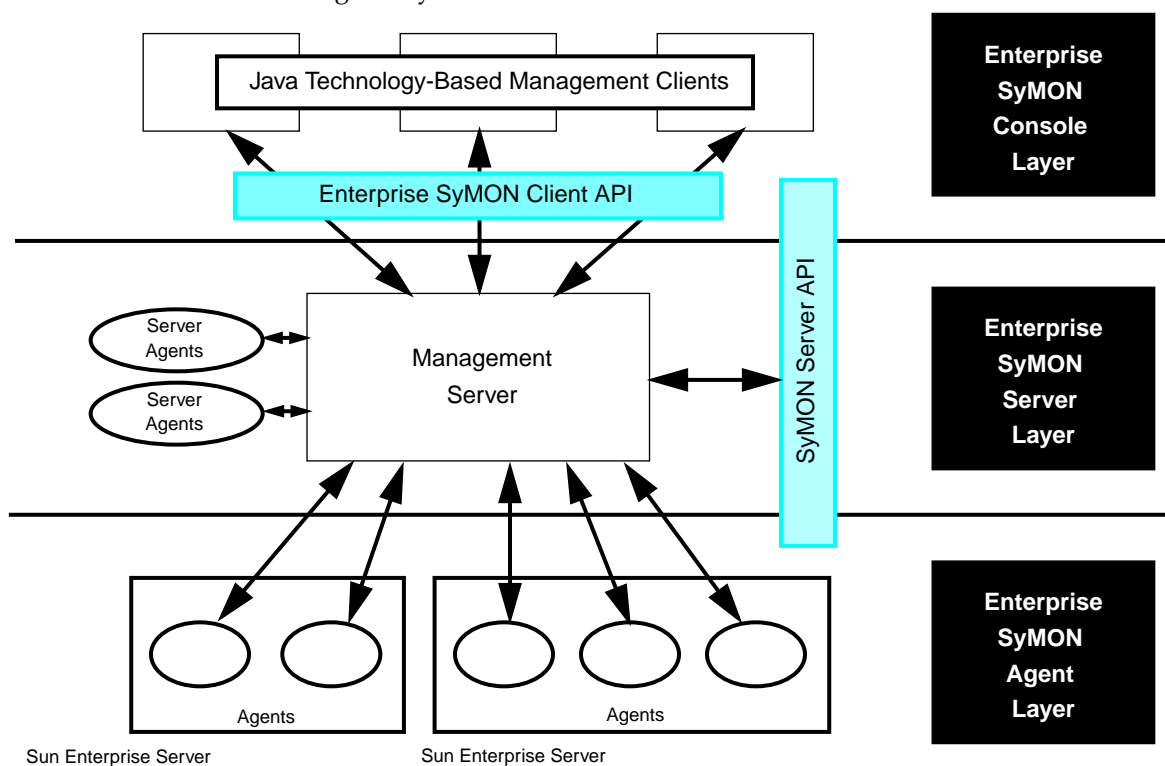 Java Technology-Based Management Clients
Enterprise
SyMON
Console
Layer
Enterprise SyMON Client API
SyMON Server API
Server
Agents
Server
Agents
Management
Server
Enterprise
SyMON
Server
Layer
Agents
Agents
Enterprise
SyMON
Agent
Layer
Sun Enterprise Server
Sun Enterprise Server